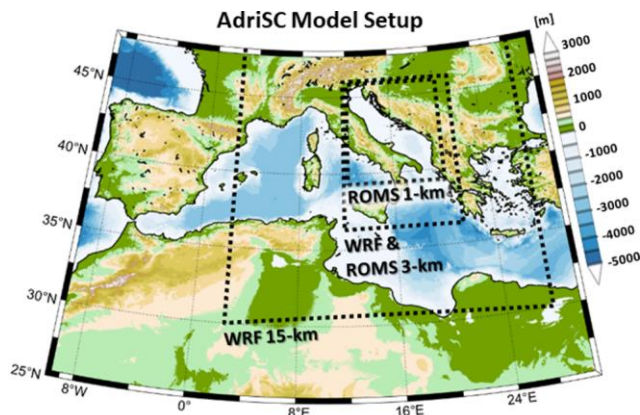 AdriSC Model Setup
[m]
3000
2000
1000
0
-1000
-2000
-3000
-4000
-5000
45°N
40°N
35°N
30°N
25°N
ROMS 1-km
WRF &
ROMS 3-km
WRF 15-km
8°W
0°
8°E
16°E
24°E